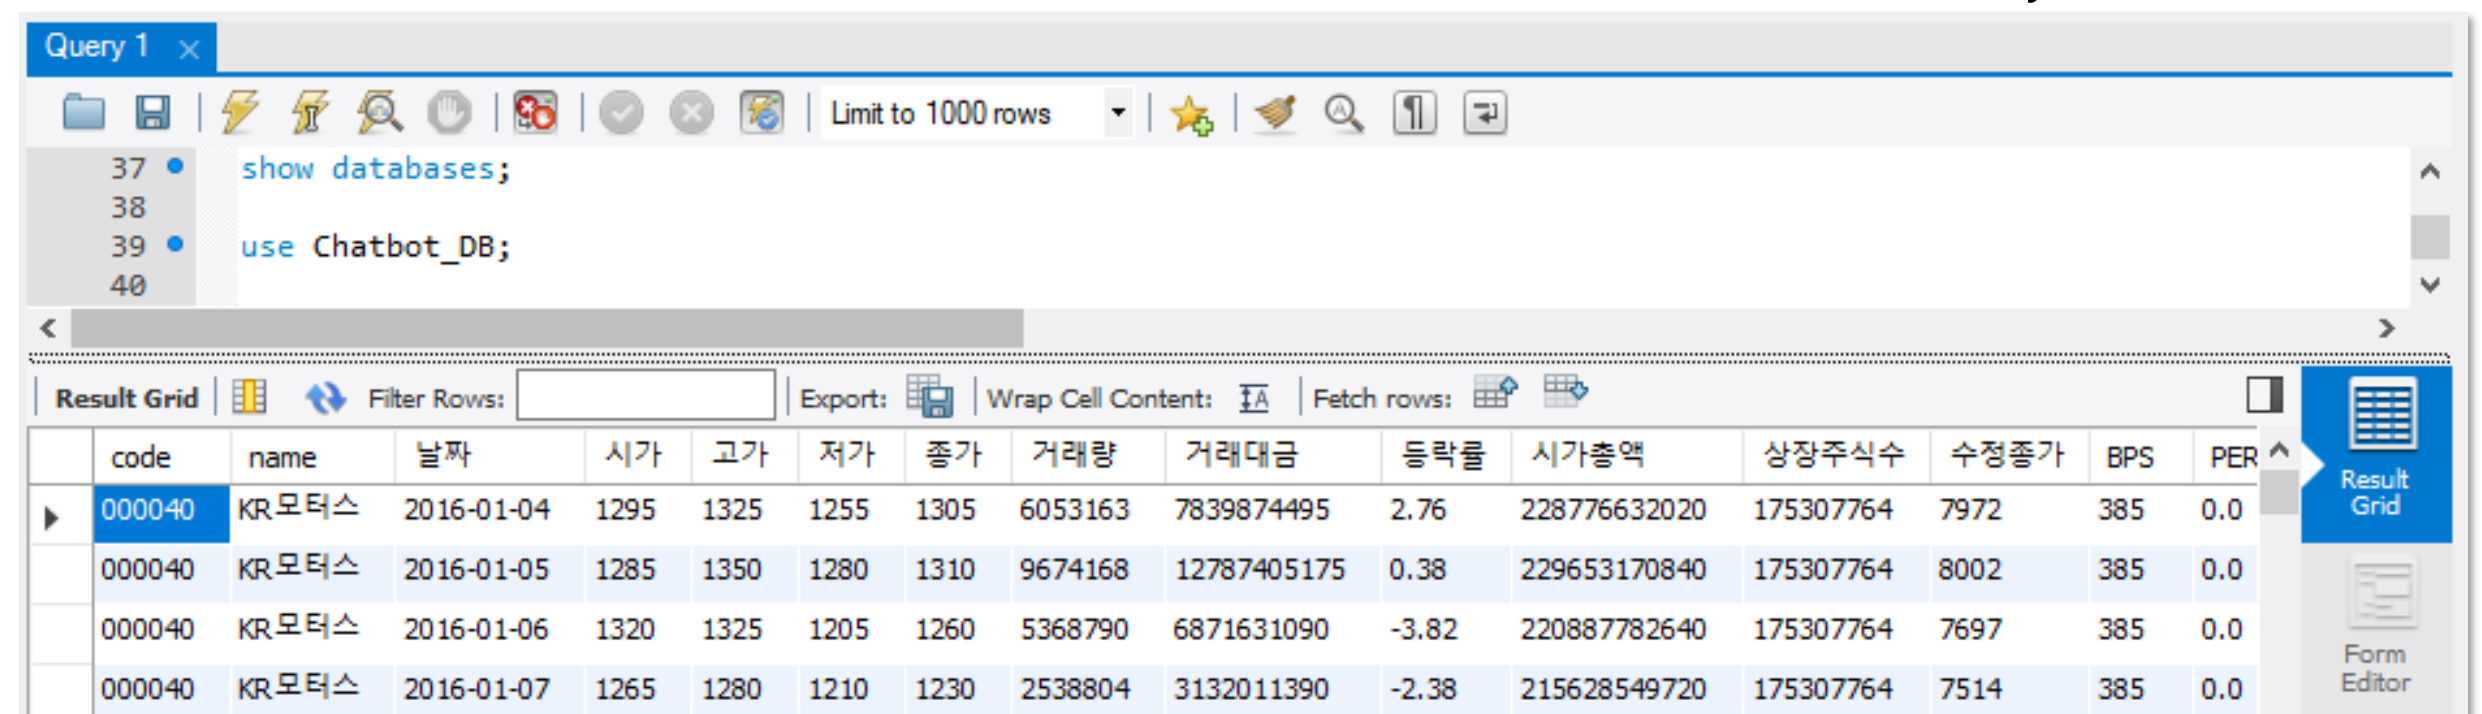 Query 1
Limit to 1000 rows
37 show databases;
38
39 use Chatbot_DB;
40
Result Grid Filter Rows: Export: Wrap Cell Content: Fetch rows:
code name 날짜 시가 고가 저가 종가 거래량 거래대금 등락률 시가총액 상장주식수 수정종가 BPS PER
000040 KR모터스 2016-01-04 1295 1325 1255 1305 6053163 7839874495 2.76 228776632020 175307764 7972 385 0.0
000040 KR모터스 2016-01-05 1285 1350 1280 1310 9674168 12787405175 0.38 229653170840 175307764 8002 385 0.0
000040 KR모터스 2016-01-06 1320 1325 1205 1260 5368790 6871631090 -3.82 220887782640 175307764 7697 385 0.0
000040 KR모터스 2016-01-07 1265 1280 1210 1230 2538804 3132011390 -2.38 215628549720 175307764 7514 385 0.0
Result
Grid
Form
Editor